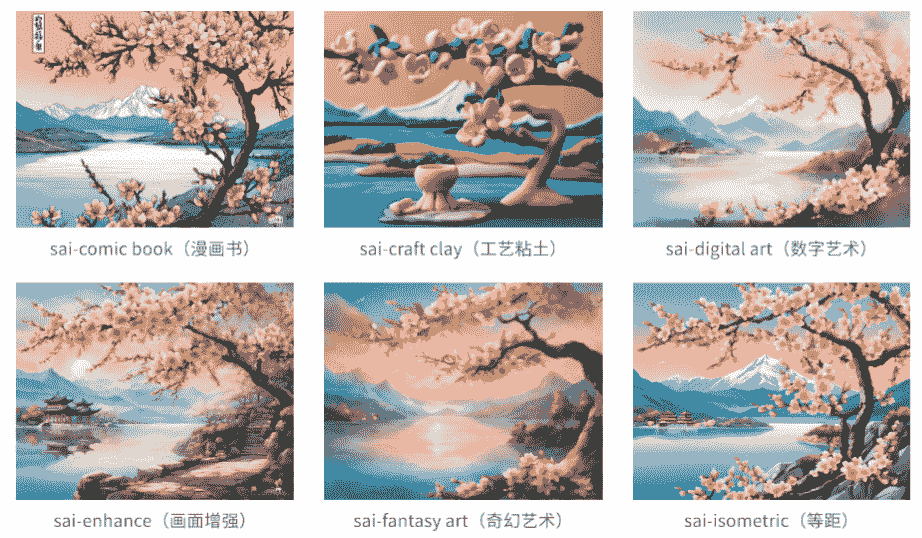 sai-comic book（漫画书）
sai-craft clay（工艺粘土）
sai-digital art（数字艺术）
sai-enhance（画面增强）
sai-fantasy art（奇幻艺术）
sai-isometric（等距）